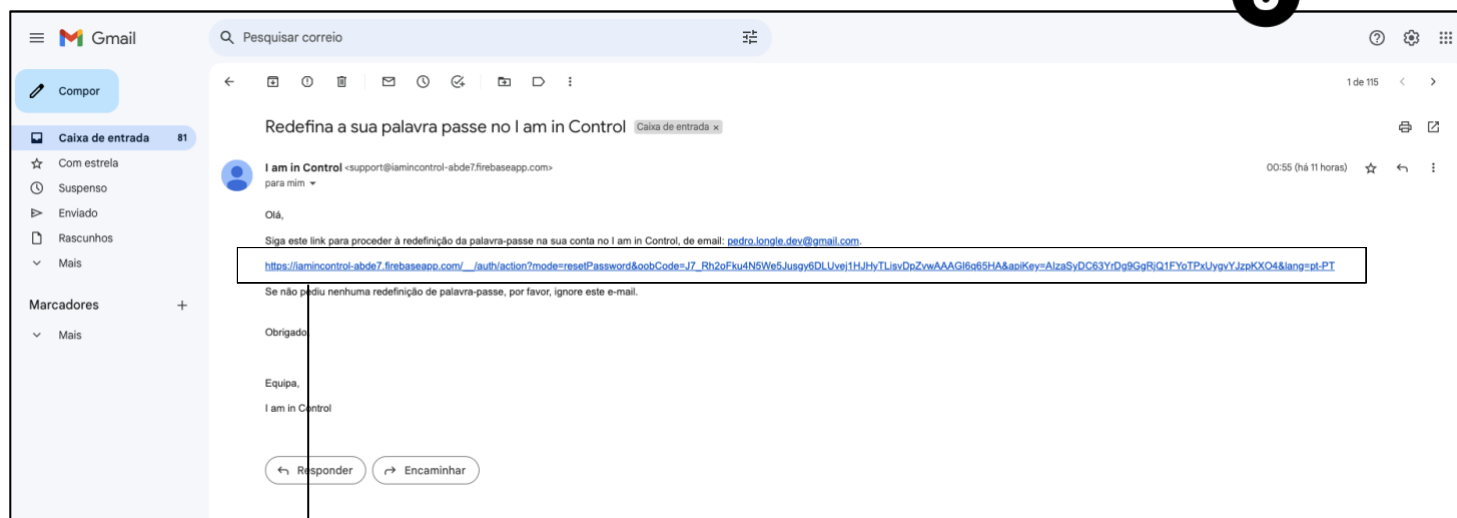 Gmail
Pesquisar correio
Compor
1 de 115
Caixa de entrada 81
Com estrela
Suspenso
Enviado
Rascunhos
Mais
Marcadores
Mais
Redefina a sua palavra passe no I am in Control Caixa de entrada x
I am in Control <support@iamincontrol-abde7.firebaseapp.com>
00:55 (há 11 horas)
para mim
Olá,
Siga este link para proceder à redefinição da palavra-passe na sua conta no I am in Control, de email: pedro.longle.dev@gmail.com.
https://iamincontrol-abde7.firebaseapp.com/__/auth/action?mode=resetPassword&oobCode=J7_Rh2oFku4N5We5Jusgy6DLUvej1HJHyTLisvDpZvwAAAGl6q65HA&apiKey=AIzaSyDC63YrDg9GgRjQ1FYoTPxUygvYJzpKXO4&lang=pt-PT
Se não pediu nenhuma redefinição de palavra-passe, por favor, ignore este e-mail.
Obrigado,
Equipa,
I am in Control
Responder
Encaminhar